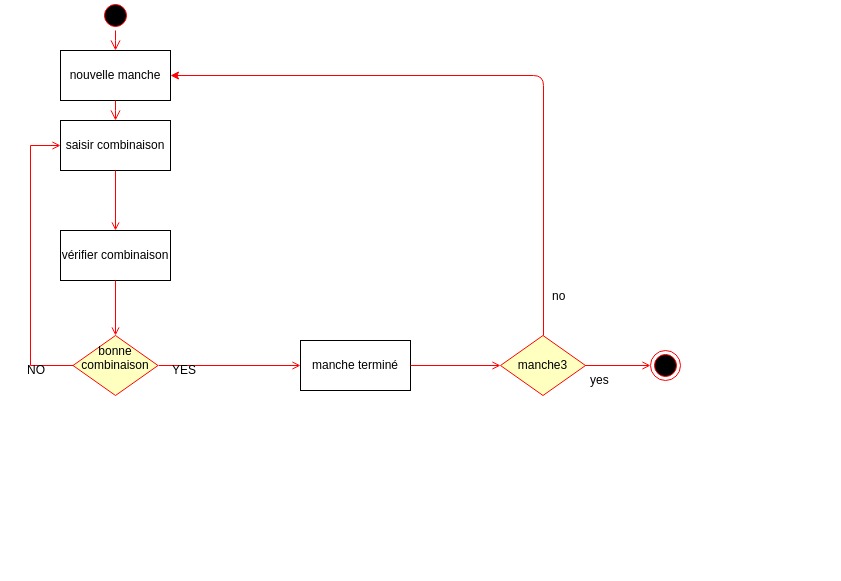 nouvelle manche
saisir combinaison
vérifier combinaison
no
bonne
combinaison
NO
YES
manche terminé
manche3
yes